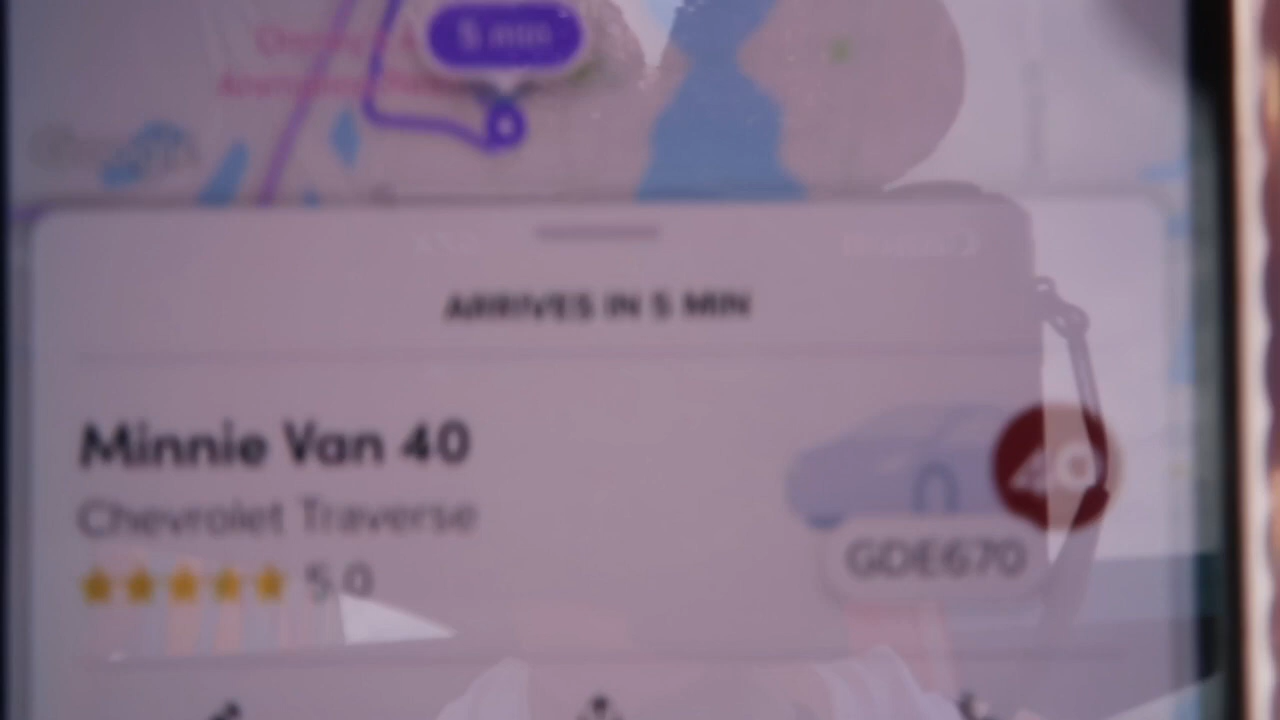 5 min
ARRIVES IN 5 MIN
Minnie Van 40
Chevrolet Traverse
5.0
40
GDE670